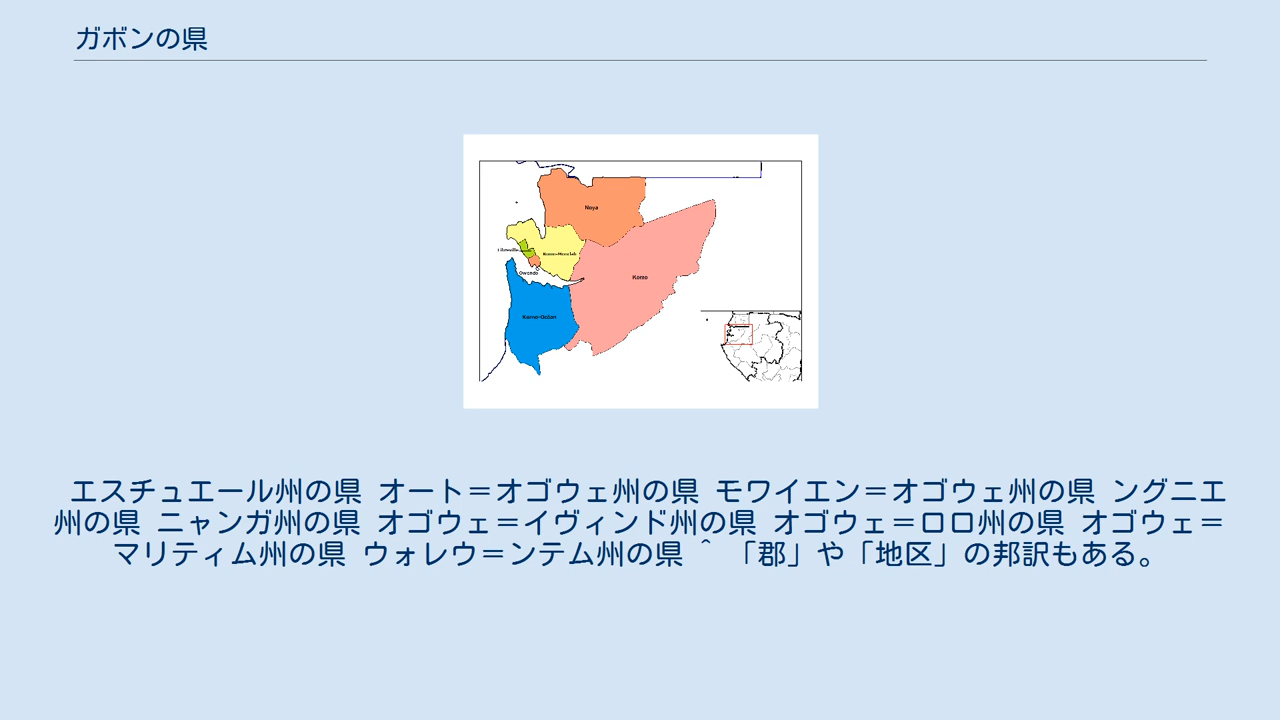 ガボンの県
Noya
Libreville
Komo-Mondah
Owendo
Komo
Komo-Océan
エスチュエール州の県 オート＝オゴウェ州の県 モワイエン＝オゴウェ州の県 ングニエ
州の県 ニャンガ州の県 オゴウェ＝イヴィンド州の県 オゴウェ＝ロロ州の県 オゴウェ＝
マリティム州の県 ウォレウ＝ンテム州の県 ^ 「郡」や「地区」の邦訳もある。